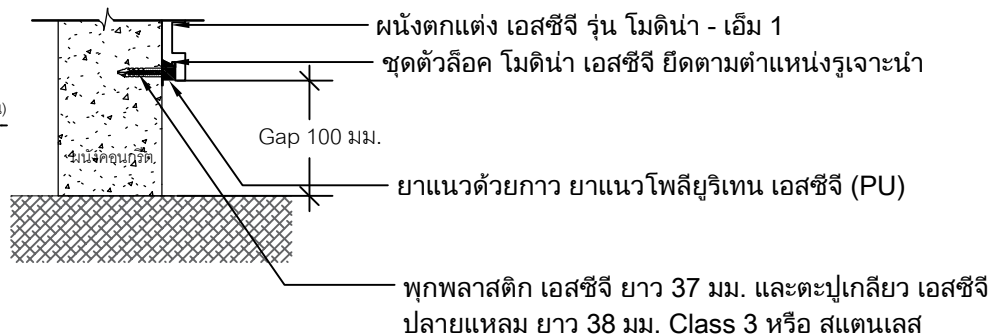 ผนังตกแต่ง เอสซีจี รุ่น โมดิน่า - เอ็ม 1
ชุดตัวล็อค โมดิน่า เอสซีจี ยึดตามตำแหน่งรูเจาะนำ
Gap 100 มม.
ผนังคอนกรีต
ยาแนวด้วยกาว ยาแนวโพลียูริเทน เอสซีจี (PU)
พุกพลาสติก เอสซีจี ยาว 37 มม. และตะปูเกลียว เอสซีจี
ปลายแหลม ยาว 38 มม. Class 3 หรือ สแตนเลส